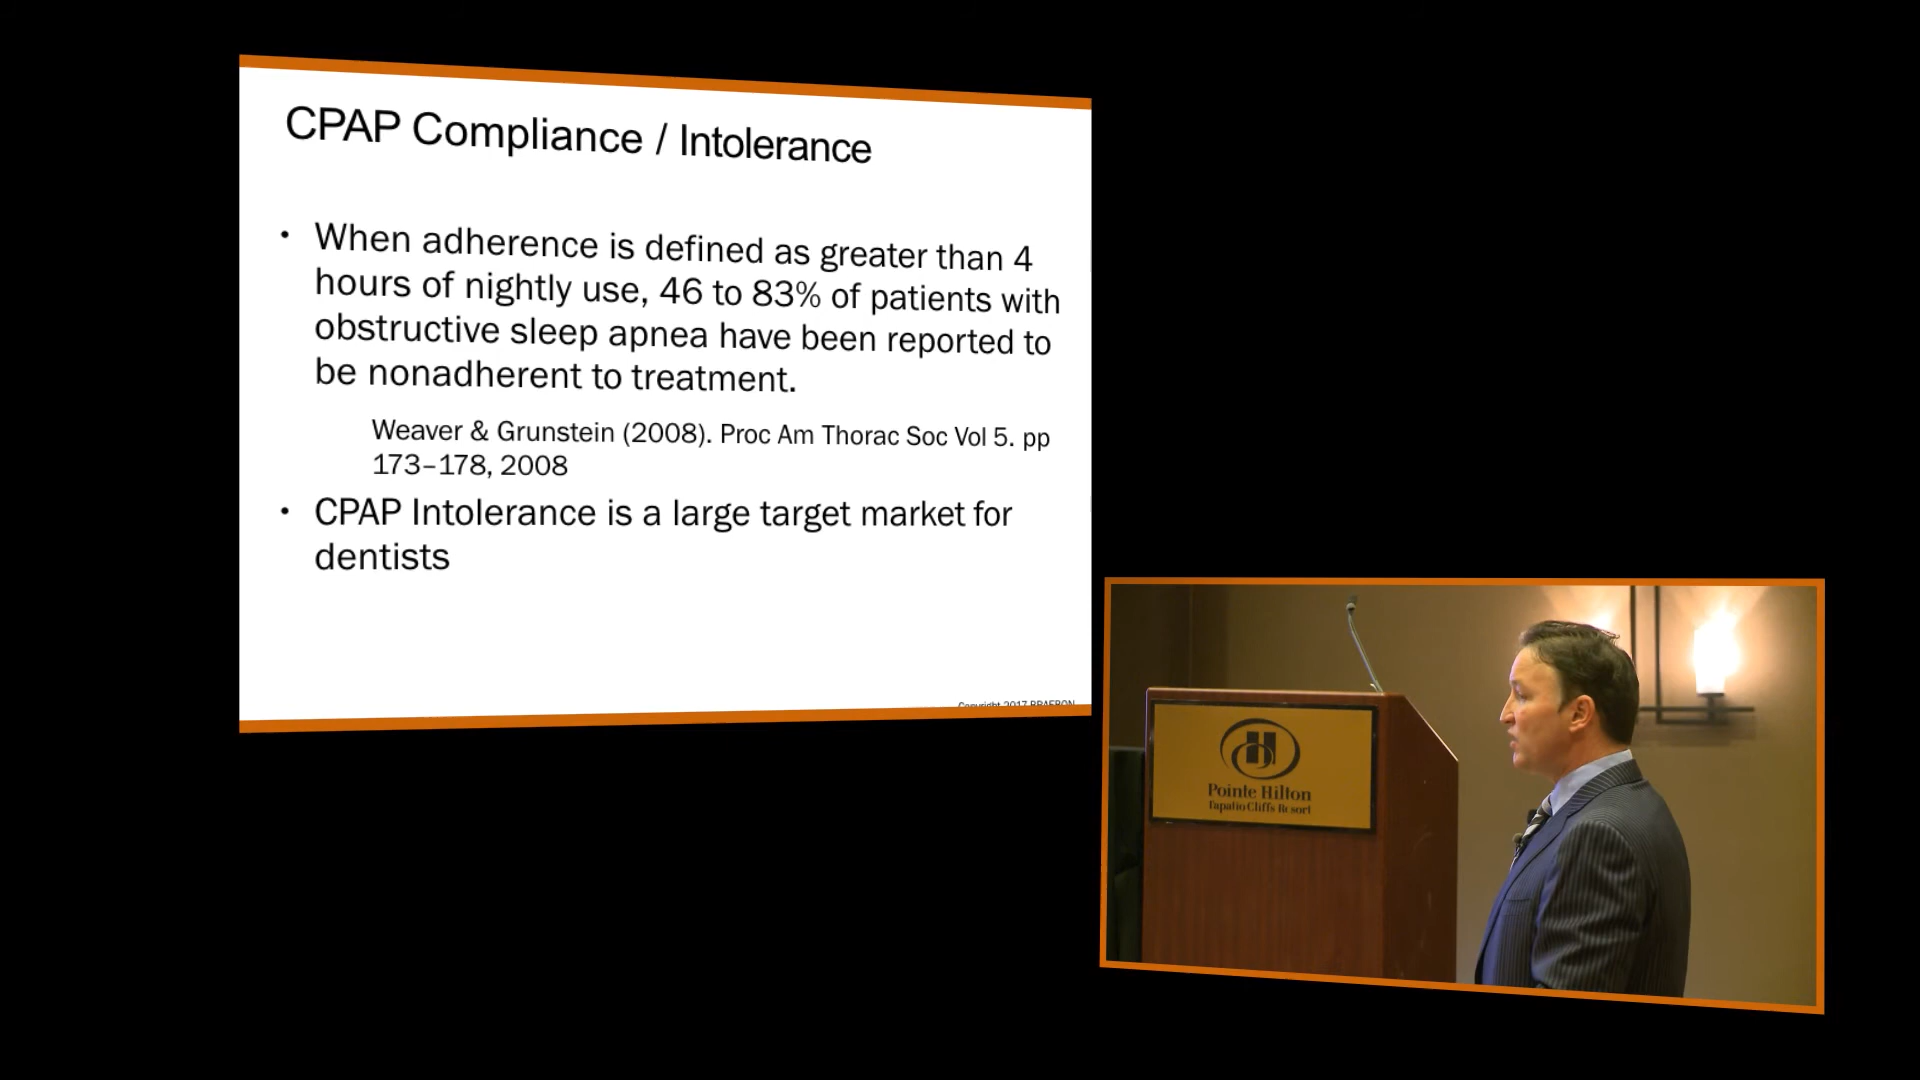 CPAP Compliance / Intolerance
• When adherence is defined as greater than 4
hours of nightly use, 46 to 83% of patients with
obstructive sleep apnea have been reported to
be nonadherent to treatment.
Weaver & Grunstein (2008). Proc Am Thorac Soc Vol 5. pp
173–178, 2008
• CPAP Intolerance is a large target market for
dentists
Copyright 2017 BRAEBON
Pointe Hilton
Tapatio Cliffs Resort